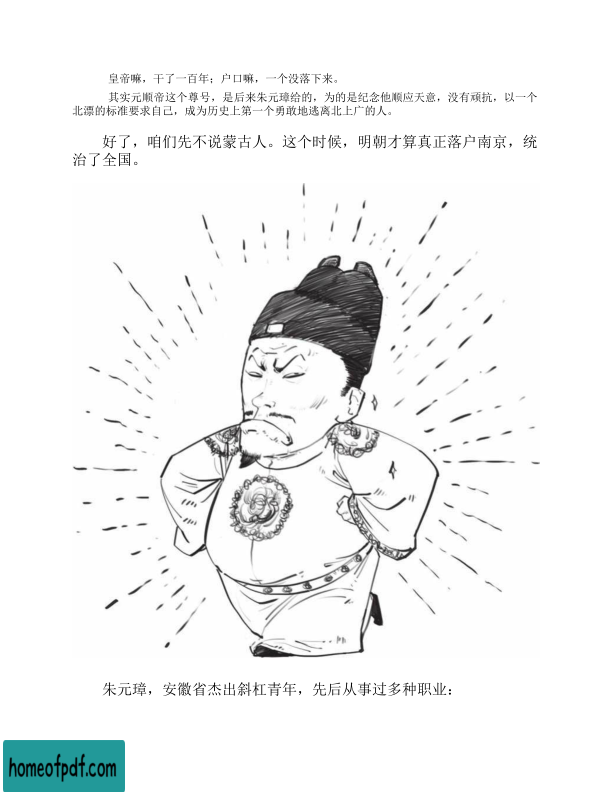 皇帝嘛，干了一百年；户口嘛，一个没落下来。
其实元顺帝这个尊号，是后来朱元璋给的，为的是纪念他顺应天意，没有顽抗，以一个
北漂的标准要求自己，成为历史上第一个勇敢地逃离北上广的人。
好了，咱们先不说蒙古人。这个时候，明朝才算真正落户南京，统
治了全国。
朱元璋，安徽省杰出斜杠青年，先后从事过多种职业：
homeofpdf.com